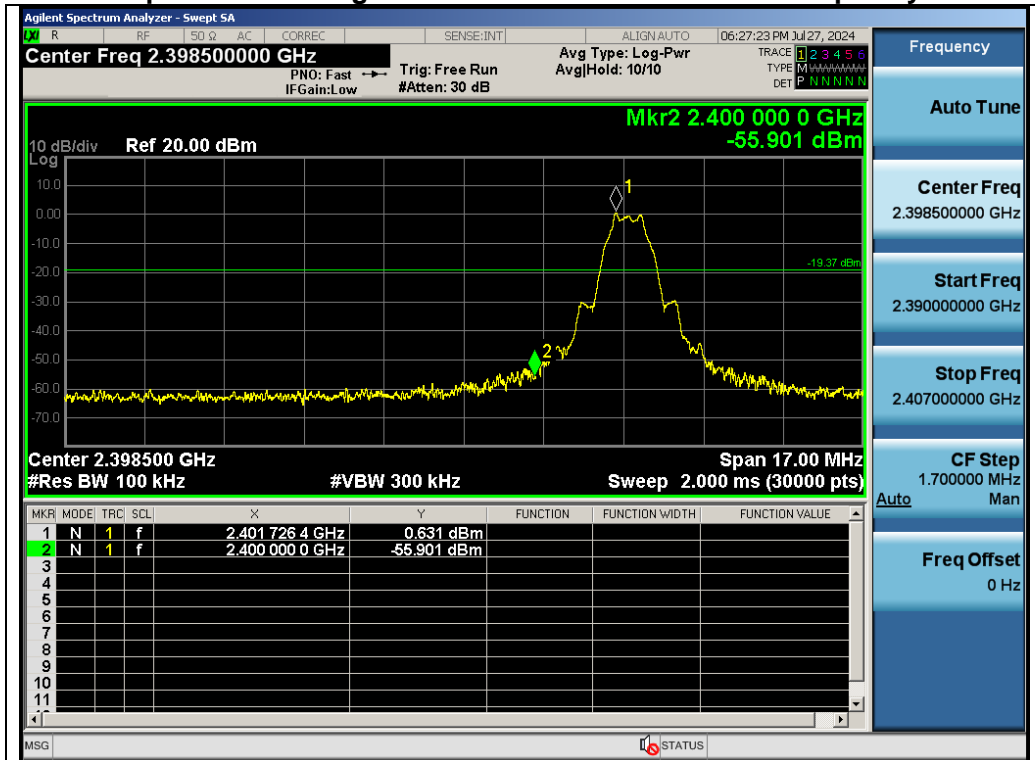 Agilent Spectrum Analyzer - Swept SA
LXI R RF 50 Ω AC CORREC SENSE:INT ALIGN AUTO 06:27:23 PM Jul 27, 2024
Center Freq 2.398500000 GHz
PNO: Fast
IFGain:Low
Trig: Free Run
#Atten: 30 dB
Avg Type: Log-Pwr
Avg|Hold: 10/10
TRACE 1 2 3 4 5 6
TYPE M WWWWW
DET P N N N N N
Mkr2 2.400 000 0 GHz
-55.901 dBm
10 dB/div Ref 20.00 dBm
Log
10.0
0.00
-10.0
-20.0
-30.0
-40.0
-50.0
-60.0
-70.0
1
-19.37 dBm
2
Center 2.398500 GHz Span 17.00 MHz
#Res BW 100 kHz #VBW 300 kHz Sweep 2.000 ms (30000 pts)
MKR MODE TRC SCL X Y FUNCTION FUNCTION WIDTH FUNCTION VALUE
1 N 1 f 2.401 726 4 GHz 0.631 dBm
2 N 1 f 2.400 000 0 GHz -55.901 dBm
3
4
5
6
7
8
9
10
11
MSG STATUS
Frequency
Auto Tune
Center Freq
2.398500000 GHz
Start Freq
2.390000000 GHz
Stop Freq
2.407000000 GHz
CF Step
1.700000 MHz
Auto Man
Freq Offset
0 Hz